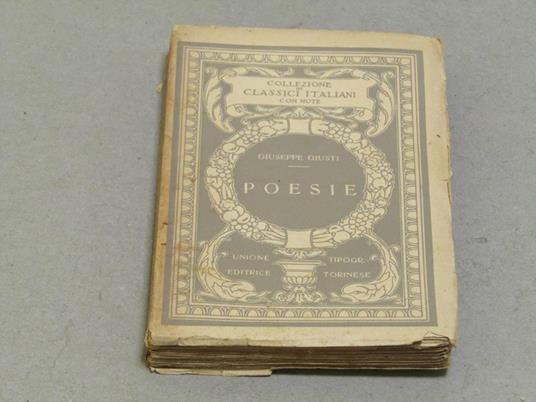 COLLEZIONE
DI
CLASSICI ITALIANI
CON NOTE
GIUSEPPE GIUSTI
POESIE
UNIONE TIPOGR.
EDITRICE TORINESE